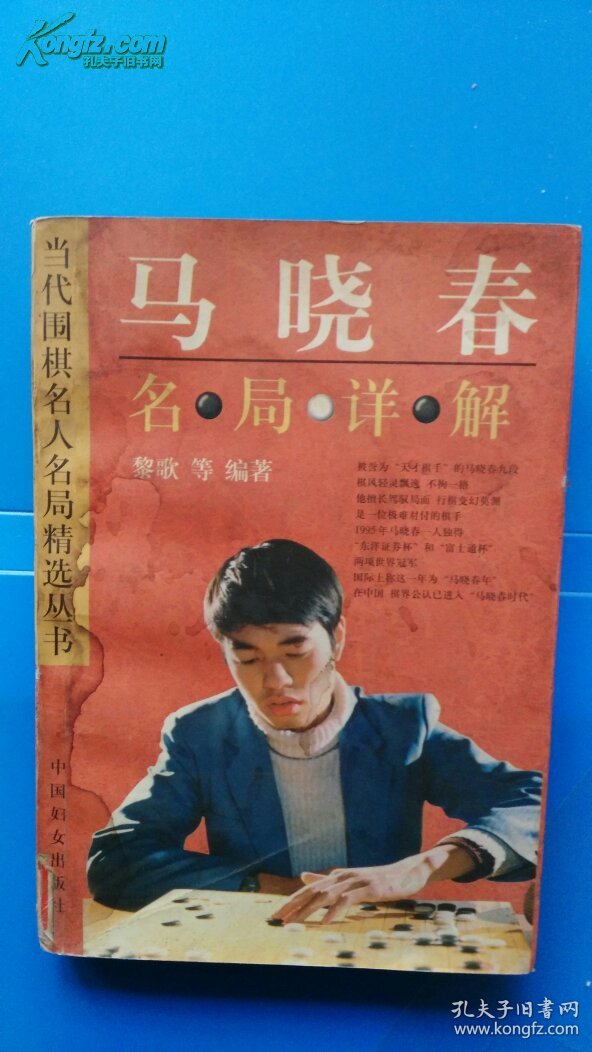 Kongfz.com
孔夫子旧书网
当代围棋名人名局精选丛书
马晓春
名·局·详·解
黎歌 等 编著
被誉为“天才棋手”的马晓春九段
棋风轻灵飘逸 不拘一格
他擅长驾驭局面 行棋变幻莫测
是一位极难对付的棋手
1995年马晓春一人独得
“东洋证券杯”和“富士通杯”
两项世界冠军
国际上称这一年为“马晓春年”
在中国 棋界公认已进入“马晓春时代”
中国妇女出版社
孔夫子旧书网
www.kongfz.com